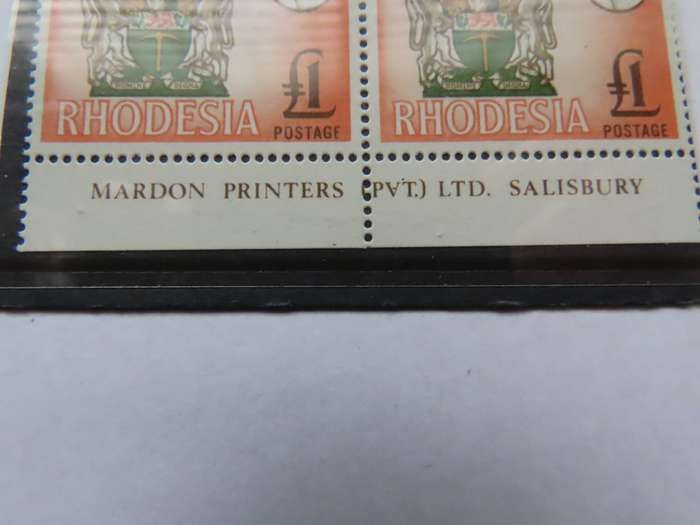 £1 £1
RHODESIA RHODESIA
POSTAGE POSTAGE
MARDON PRINTERS (PVT.) LTD. SALISBURY